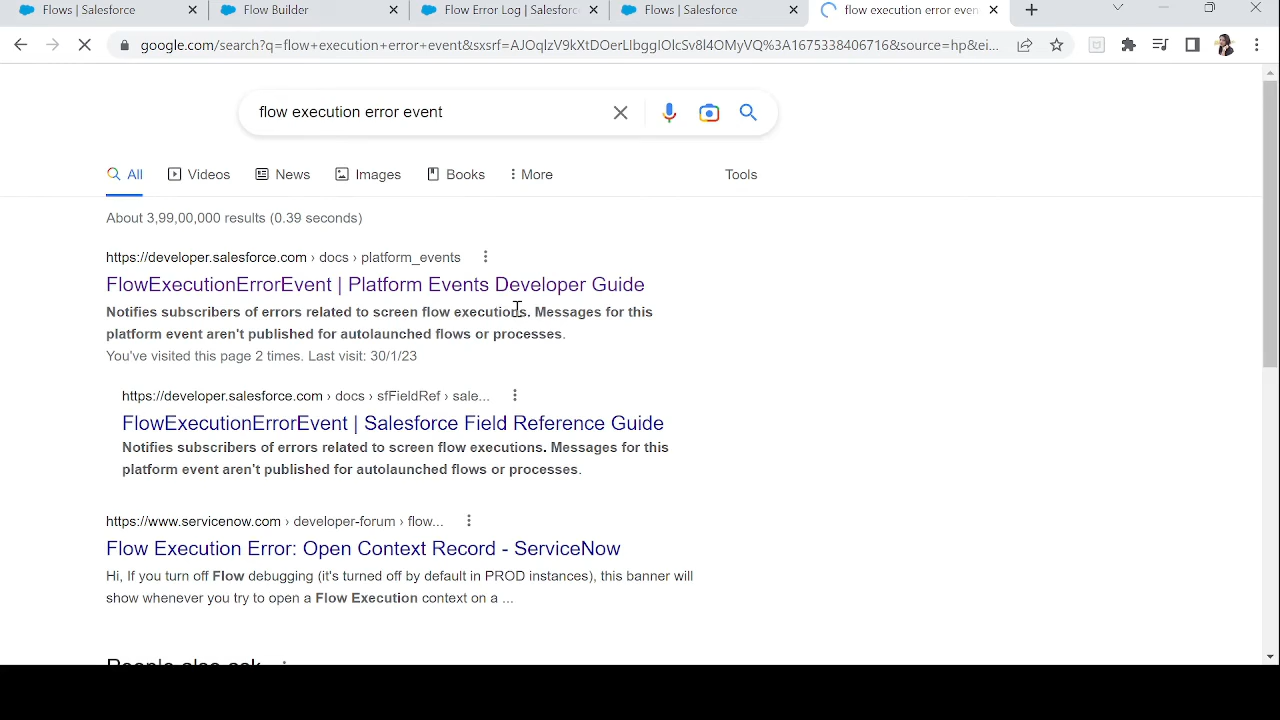 Flows | Salesforce
Flow Builder
Flow Error Log | Salesforc
Flows | Salesforce
flow execution error even
google.com/search?q=flow+execution+error+event&sxsrf=AJOqlzV9kXtDOerLIbggIOlcSv8l4OMyVQ%3A1675338406716&source=hp&ei...
flow execution error event
All
Videos
News
Images
Books
More
Tools
About 3,99,00,000 results (0.39 seconds)
https://developer.salesforce.com › docs › platform_events
FlowExecutionErrorEvent | Platform Events Developer Guide
Notifies subscribers of errors related to screen flow executions. Messages for this
platform event aren't published for autolaunched flows or processes.
You've visited this page 2 times. Last visit: 30/1/23
https://developer.salesforce.com › docs › sfFieldRef › sale...
FlowExecutionErrorEvent | Salesforce Field Reference Guide
Notifies subscribers of errors related to screen flow executions. Messages for this
platform event aren't published for autolaunched flows or processes.
https://www.servicenow.com › developer-forum › flow...
Flow Execution Error: Open Context Record - ServiceNow
Hi, If you turn off Flow debugging (it's turned off by default in PROD instances), this banner will
show whenever you try to open a Flow Execution context on a ...
People also ask